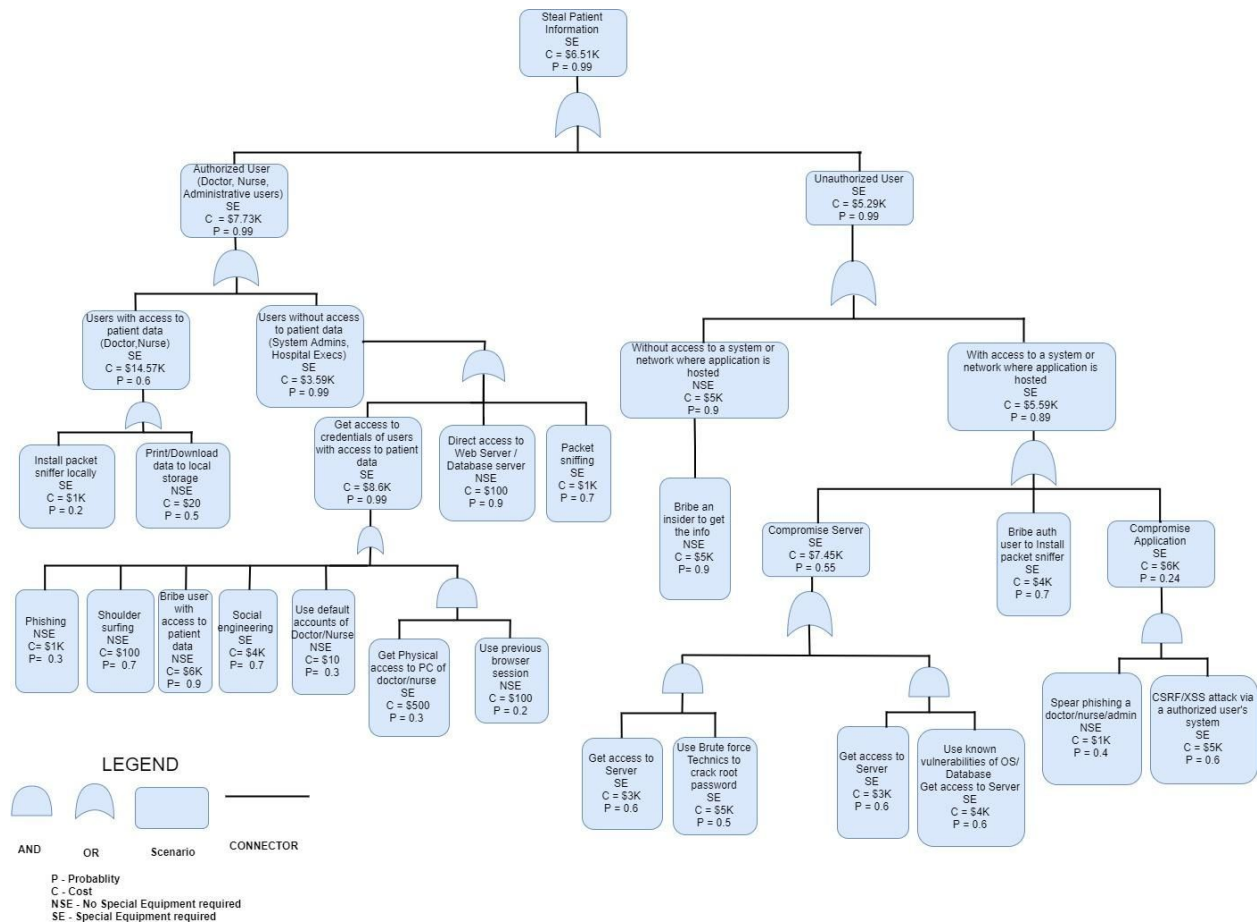 Steal Patient
Information
SE
C = $6.51K
P = 0.99
Authorized User
(Doctor, Nurse,
Administrative users)
SE
C = $7.73K
P = 0.99
Unauthorized User
SE
C = $5.29K
P = 0.99
Users with access to
patient data
(Doctor,Nurse)
SE
C = $14.57K
P = 0.6
Users without access
to patient data
(System Admins,
Hospital Execs)
SE
C = $3.59K
P = 0.99
Without access to a system or
network where application is
hosted
NSE
C = $5K
P= 0.9
With access to a system or
network where application is
hosted
SE
C = $5.59K
P = 0.89
Install packet
sniffer locally
SE
C = $1K
P = 0.2
Print/Download
data to local
storage
NSE
C = $20
P = 0.5
Get access to
credentials of users
with access to patient
data
SE
C = $8.6K
P = 0.99
Direct access to
Web Server /
Database server
NSE
C = $100
P = 0.9
Packet
sniffing
SE
C = $1K
P = 0.7
Bribe an
insider to get
the info
NSE
C = $5K
P= 0.9
Compromise Server
SE
C = $7.45K
P = 0.55
Bribe auth
user to Install
packet sniffer
SE
C = $4K
P = 0.7
Compromise
Application
SE
C = $6K
P = 0.24
Phishing
NSE
C= $1K
P=  0.3
Shoulder
surfing
NSE
C= $100
P=  0.7
Bribe user
with
access to
patient
data
NSE
C= $6K
P=  0.9
Social
engineering
SE
C= $4K
P=  0.7
Use default
accounts of
Doctor/Nurse
NSE
C= $10
P=  0.3
Get Physical
access to PC of
doctor/nurse
SE
C = $500
P = 0.3
Use previous
browser
session
NSE
C = $100
P = 0.2
Get access to
Server
SE
C = $3K
P = 0.6
Use Brute force
Technics to
crack root
password
SE
C = $5K
P = 0.5
Get access to
Server
SE
C = $3K
P = 0.6
Use known
vulnerabilities of OS/
Database
Get access to Server
SE
C = $4K
P = 0.6
Spear phishing a
doctor/nurse/admin
NSE
C = $1K
P = 0.4
CSRF/XSS attack via
a authorized user's
system
SE
C = $5K
P = 0.6
LEGEND
AND
OR
Scenario
CONNECTOR
P - Probablity
C - Cost
NSE - No Special Equipment required
SE - Special Equipment required